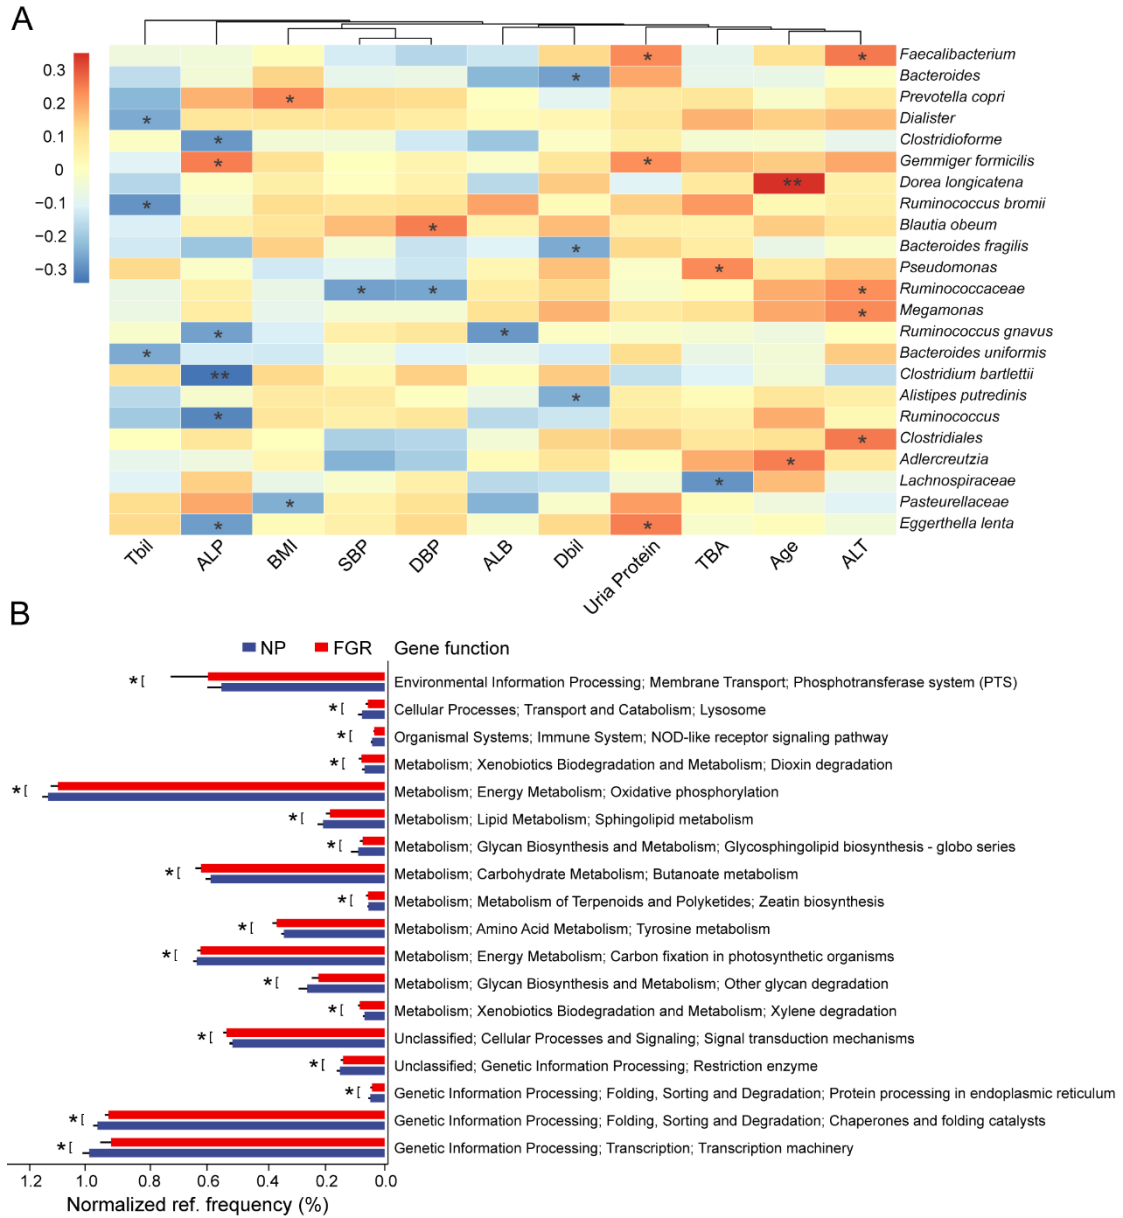 A
0.3
0.2
0.1
0
−0.1
−0.2
−0.3
Faecalibacterium
* *
Bacteroides
*
Prevotella copri
*
Dialister
*
Clostridioforme
*
Gemmiger formicilis
* *
Dorea longicatena
**
Ruminococcus bromii
*
Blautia obeum
*
Bacteroides fragilis
*
Pseudomonas
*
Ruminococcaceae
* * *
Megamonas
*
Ruminococcus gnavus
* *
Bacteroides uniformis
*
Clostridium bartlettii
**
Alistipes putredinis
*
Ruminococcus
*
Clostridiales
*
Adlercreutzia
*
Lachnospiraceae
*
Pasteurellaceae
*
Eggerthella lenta
* *
Tbil
ALP
BMI
SBP
DBP
ALB
Dbil
Uria Protein
TBA
Age
ALT
B
NP FGR Gene function
* [ Environmental Information Processing; Membrane Transport; Phosphotransferase system (PTS)
* [ Cellular Processes; Transport and Catabolism; Lysosome
* [ Organismal Systems; Immune System; NOD-like receptor signaling pathway
* [ Metabolism; Xenobiotics Biodegradation and Metabolism; Dioxin degradation
* [ Metabolism; Energy Metabolism; Oxidative phosphorylation
* [ Metabolism; Lipid Metabolism; Sphingolipid metabolism
* [ Metabolism; Glycan Biosynthesis and Metabolism; Glycosphingolipid biosynthesis - globo series
* [ Metabolism; Carbohydrate Metabolism; Butanoate metabolism
* [ Metabolism; Metabolism of Terpenoids and Polyketides; Zeatin biosynthesis
* [ Metabolism; Amino Acid Metabolism; Tyrosine metabolism
* [ Metabolism; Energy Metabolism; Carbon fixation in photosynthetic organisms
* [ Metabolism; Glycan Biosynthesis and Metabolism; Other glycan degradation
* [ Metabolism; Xenobiotics Biodegradation and Metabolism; Xylene degradation
* [ Unclassified; Cellular Processes and Signaling; Signal transduction mechanisms
* [ Unclassified; Genetic Information Processing; Restriction enzyme
* [ Genetic Information Processing; Folding, Sorting and Degradation; Protein processing in endoplasmic reticulum
* [ Genetic Information Processing; Folding, Sorting and Degradation; Chaperones and folding catalysts
* [ Genetic Information Processing; Transcription; Transcription machinery
1.2 1.0 0.8 0.6 0.4 0.2 0.0
Normalized ref. frequency (%)